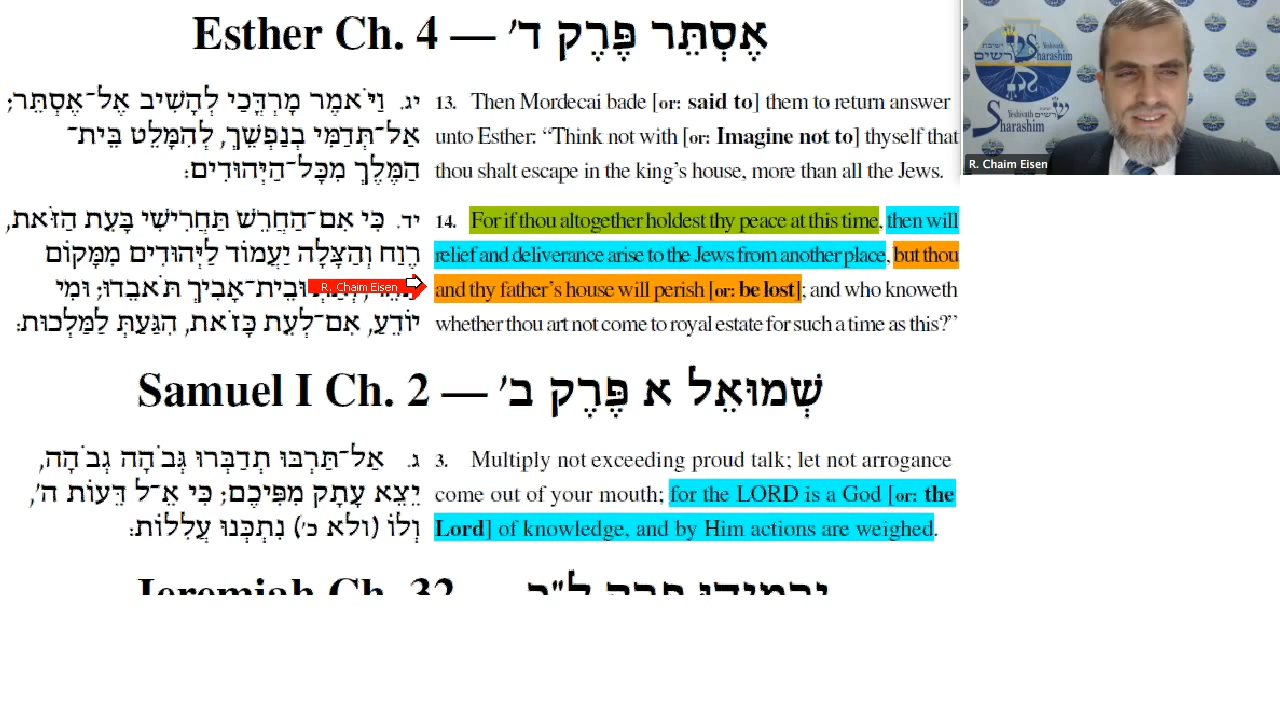 Esther Ch. 4 — אֶסְתֵּר פֶּרֶק ד׳
יג. וַיֹּאמֶר מָרְדֳּכַי לְהָשִׁיב אֶל־אֶסְתֵּר;
אַל־תְּדַמִּי בְנַפְשֵׁךְ, לְהִמָּלֵט בֵּית־
הַמֶּלֶךְ מִכָּל־הַיְּהוּדִים:
13. Then Mordecai bade [or: said to] them to return answer
unto Esther: “Think not with [or: Imagine not to] thyself that
thou shalt escape in the king’s house, more than all the Jews.
יד. כִּי אִם־הַחֲרֵשׁ תַּחֲרִישִׁי בָּעֵת הַזֹּאת,
רֶוַח וְהַצָּלָה יַעֲמוֹד לַיְּהוּדִים מִמָּקוֹם
וּבֵית־אָבִיךְ תֹּאבֵדוּ; וּמִי
יוֹדֵעַ, אִם־לְעֵת כָּזֹאת, הִגַּעַתְּ לַמַּלְכוּת:
R. Chaim Eisen
14. For if thou altogether holdest thy peace at this time, then will
relief and deliverance arise to the Jews from another place, but thou
and thy father’s house will perish [or: be lost]; and who knoweth
whether thou art not come to royal estate for such a time as this?”
Samuel I Ch. 2 — שְׁמוּאֵל א פֶּרֶק ב׳
ג. אַל־תַּרְבּוּ תְדַבְּרוּ גְּבֹהָה גְבֹהָה,
יֵצֵא עָתָק מִפִּיכֶם; כִּי אֵ־ל דֵּעוֹת ה׳,
וְלוֹ (ולא כ׳) נִתְכְּנוּ עֲלִלוֹת:
3. Multiply not exceeding proud talk; let not arrogance
come out of your mouth; for the LORD is a God [or: the
Lord] of knowledge, and by Him actions are weighed.
Jeremiah Ch. 32
ישיבת
שרשים
Yeshivath
Sharashim
Sharashim
R. Chaim Eisen